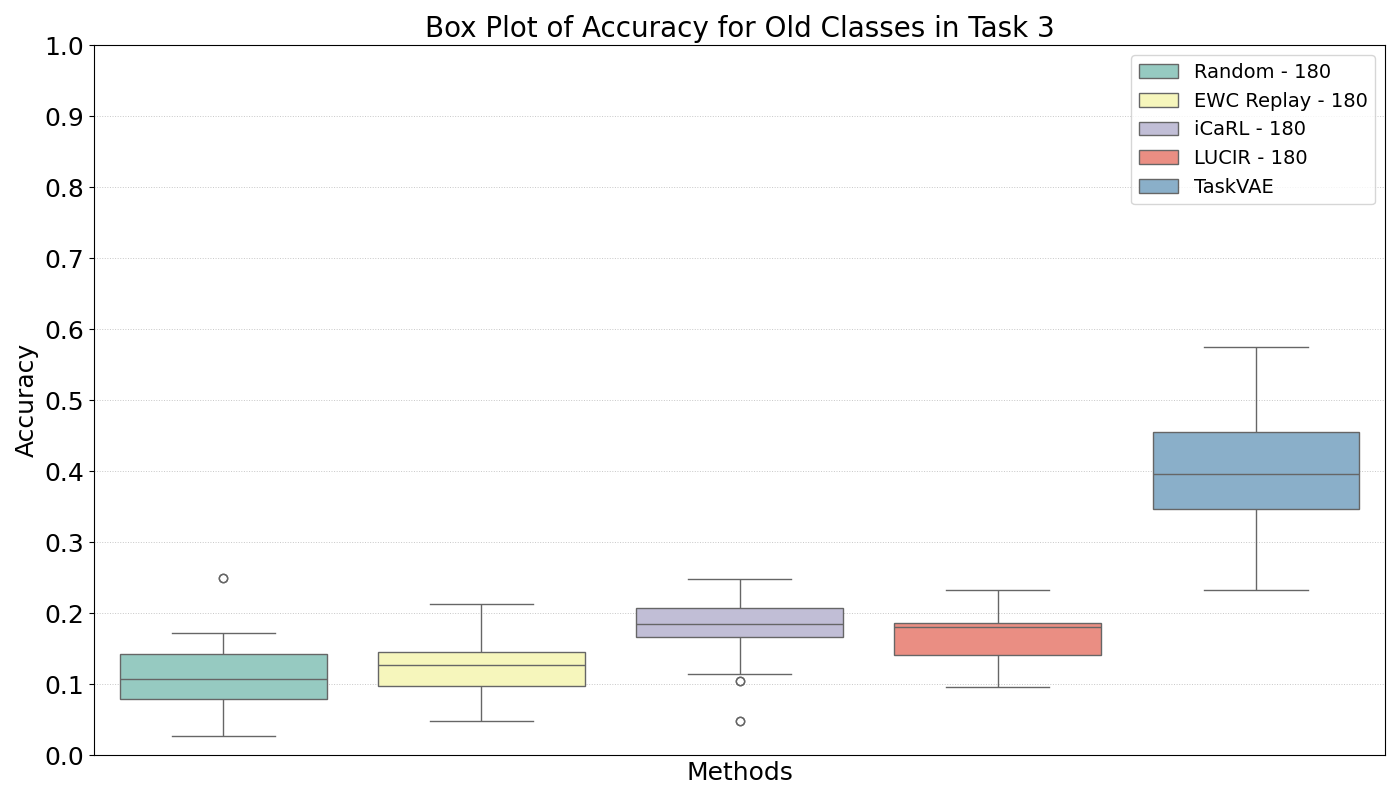 Box Plot of Accuracy for Old Classes in Task 3
1.0
0.9
0.8
0.7
0.6
0.5
0.4
0.3
0.2
0.1
0.0
Accuracy
Methods
Random - 180
EWC Replay - 180
iCaRL - 180
LUCIR - 180
TaskVAE